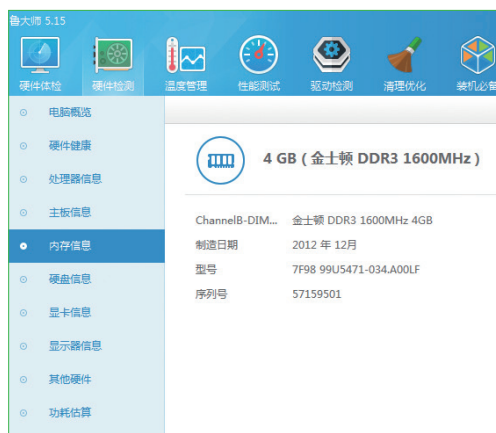 鲁大师 5.15
硬件体检 硬件检测 温度管理 性能测试 驱动检测 清理优化 装机必备
电脑概览
硬件健康
处理器信息
主板信息
内存信息
硬盘信息
显卡信息
显示器信息
其他硬件
功耗估算
4 GB ( 金士顿 DDR3 1600MHz )
ChannelB-DIM... 金士顿 DDR3 1600MHz 4GB
制造日期 2012 年 12月
型号 7F98 99U5471-034.A00LF
序列号 57159501